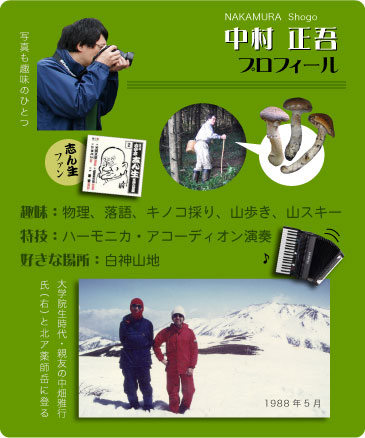 NAKAMURA Shogo
中村 正吾
プロフィール
写真も趣味のひとつ
志ん生
ファン
趣味：物理、落語、キノコ採り、山歩き、山スキー
特技：ハーモニカ・アコーディオン演奏
好きな場所：白神山地
大学院生時代・親友の中畑雅行
氏（右）と北ア薬師岳に登る
1988年5月